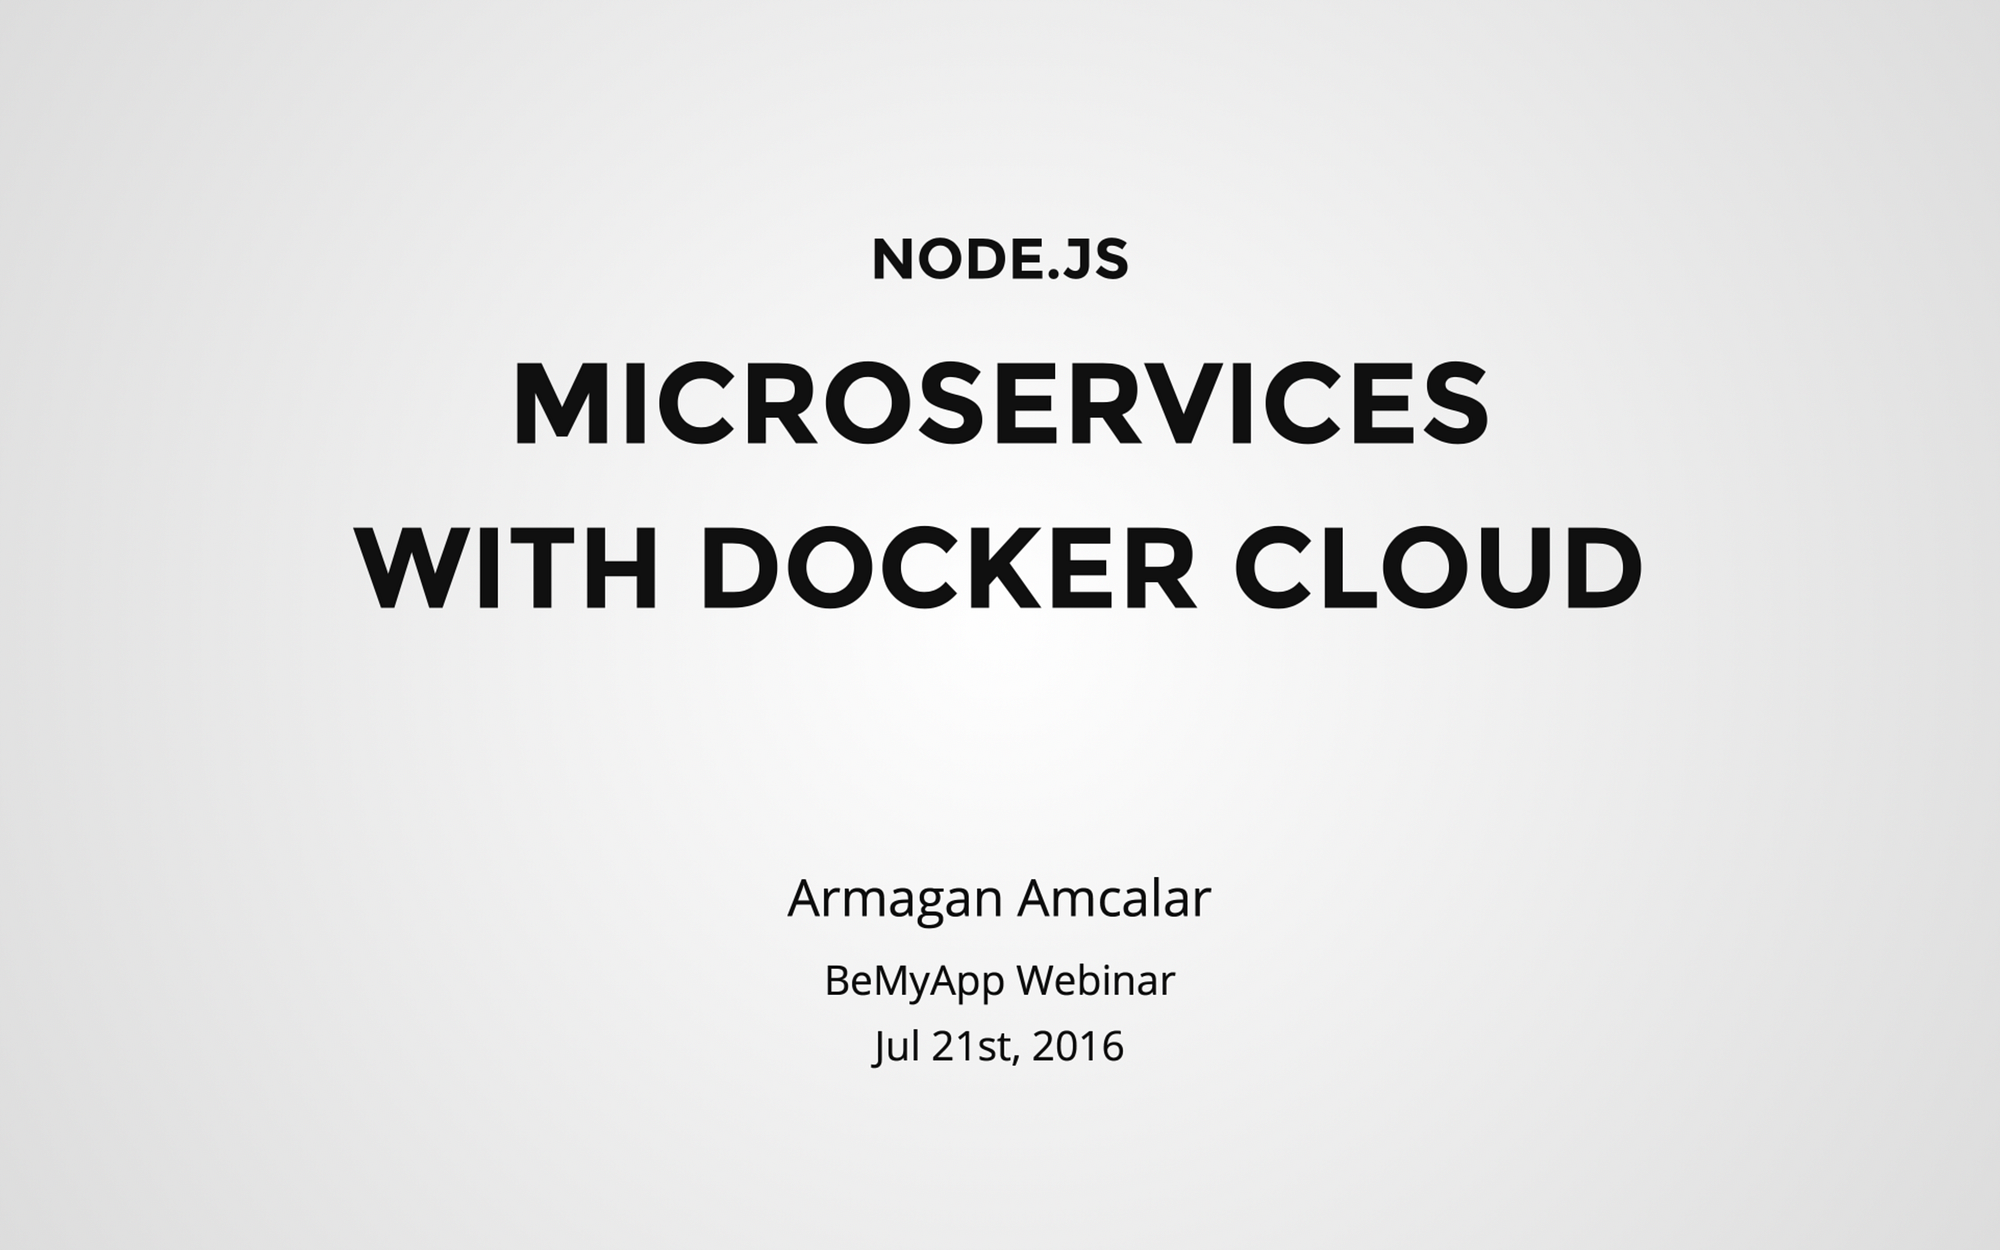 NODE.JS
MICROSERVICES
WITH DOCKER CLOUD
Armagan Amcalar
BeMyApp Webinar
Jul 21st, 2016